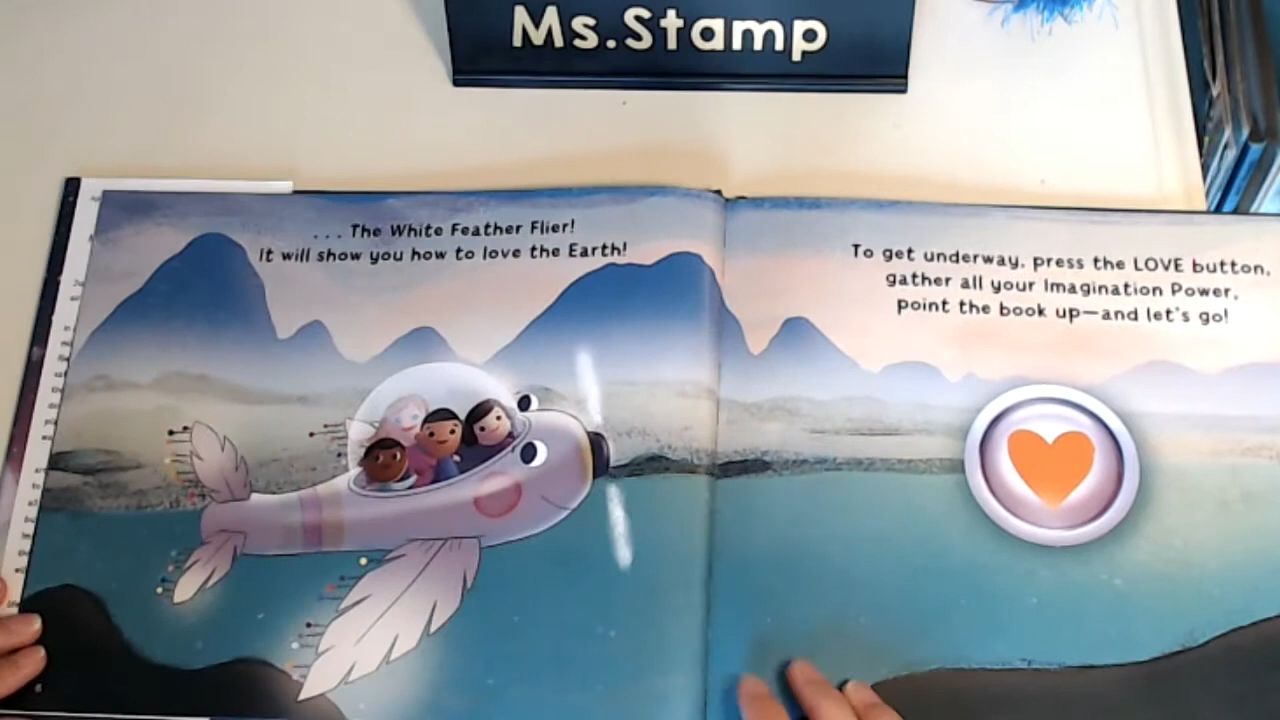 Ms.Stamp
... The White Feather Flier!
It will show you how to love the Earth!
To get underway, press the LOVE button,
gather all your Imagination Power,
point the book up—and let's go!